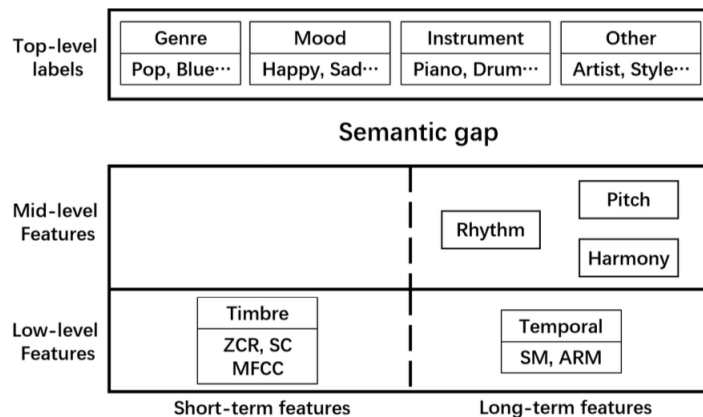 Top-level
labels
Genre
Pop, Blue···
Mood
Happy, Sad···
Instrument
Piano, Drum···
Other
Artist, Style···
Semantic gap
Mid-level
Features
Rhythm
Pitch
Harmony
Low-level
Features
Timbre
ZCR, SC
MFCC
Temporal
SM, ARM
Short-term features
Long-term features